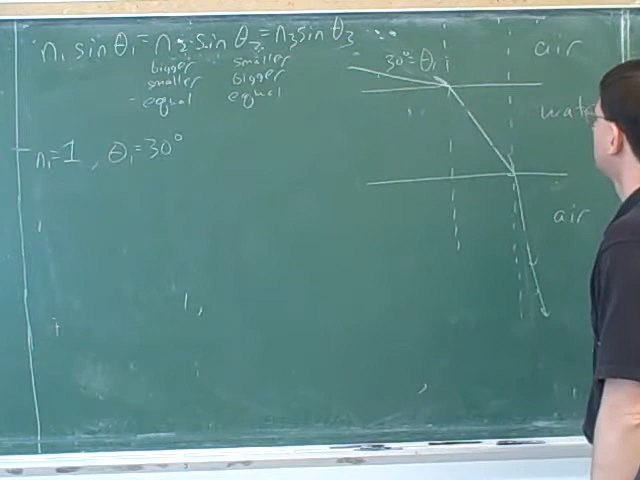 n₁ sin θ₁ = n₂ sin θ₂ = n₃ sin θ₃ ...
bigger smaller
smaller bigger
equal equal
n₁=1, θ₁=30°
30°=θ₁
air
water
air